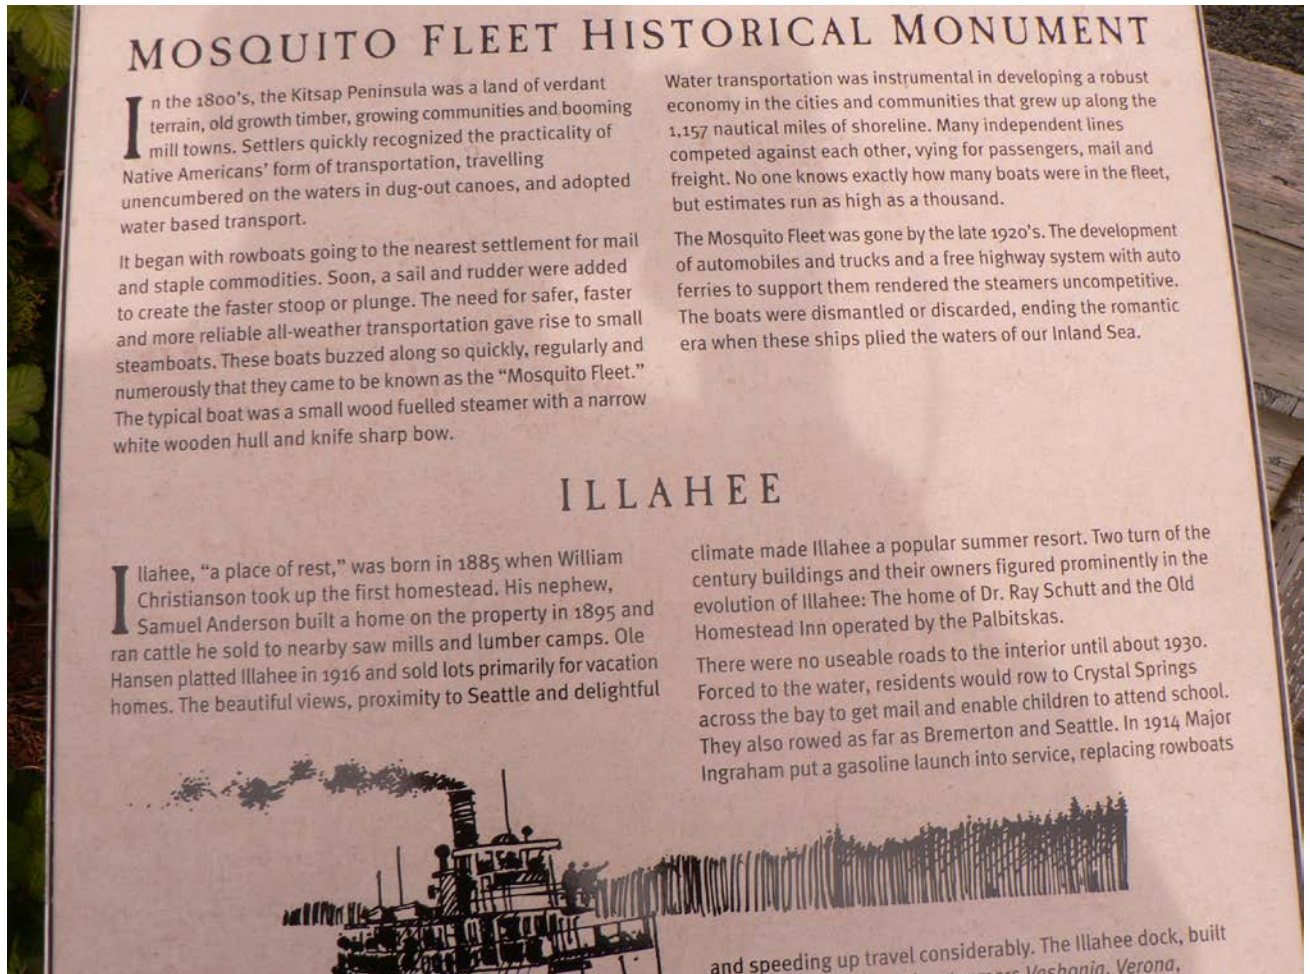 MOSQUITO FLEET HISTORICAL MONUMENT
In the 1800's, the Kitsap Peninsula was a land of verdant
terrain, old growth timber, growing communities and booming
mill towns. Settlers quickly recognized the practicality of
Native Americans' form of transportation, travelling
unencumbered on the waters in dug-out canoes, and adopted
water based transport.
It began with rowboats going to the nearest settlement for mail
and staple commodities. Soon, a sail and rudder were added
to create the faster stoop or plunge. The need for safer, faster
and more reliable all-weather transportation gave rise to small
steamboats. These boats buzzed along so quickly, regularly and
numerously that they came to be known as the “Mosquito Fleet.”
The typical boat was a small wood fuelled steamer with a narrow
white wooden hull and knife sharp bow.
Water transportation was instrumental in developing a robust
economy in the cities and communities that grew up along the
1,157 nautical miles of shoreline. Many independent lines
competed against each other, vying for passengers, mail and
freight. No one knows exactly how many boats were in the fleet,
but estimates run as high as a thousand.
The Mosquito Fleet was gone by the late 1920's. The development
of automobiles and trucks and a free highway system with auto
ferries to support them rendered the steamers uncompetitive.
The boats were dismantled or discarded, ending the romantic
era when these ships plied the waters of our Inland Sea.
ILLAHEE
Illahee, “a place of rest,” was born in 1885 when William
Christianson took up the first homestead. His nephew,
Samuel Anderson built a home on the property in 1895 and
ran cattle he sold to nearby saw mills and lumber camps. Ole
Hansen platted Illahee in 1916 and sold lots primarily for vacation
homes. The beautiful views, proximity to Seattle and delightful
climate made Illahee a popular summer resort. Two turn of the
century buildings and their owners figured prominently in the
evolution of Illahee: The home of Dr. Ray Schutt and the Old
Homestead Inn operated by the Palbitskas.
There were no useable roads to the interior until about 1930.
Forced to the water, residents would row to Crystal Springs
across the bay to get mail and enable children to attend school.
They also rowed as far as Bremerton and Seattle. In 1914 Major
Ingraham put a gasoline launch into service, replacing rowboats
and speeding up travel considerably. The Illahee dock, built
Vashonia, Verona,